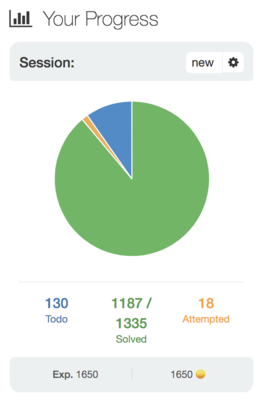 Your Progress
Session:
new
130
Todo
1187 /
1335
Solved
18
Attempted
Exp. 1650
1650